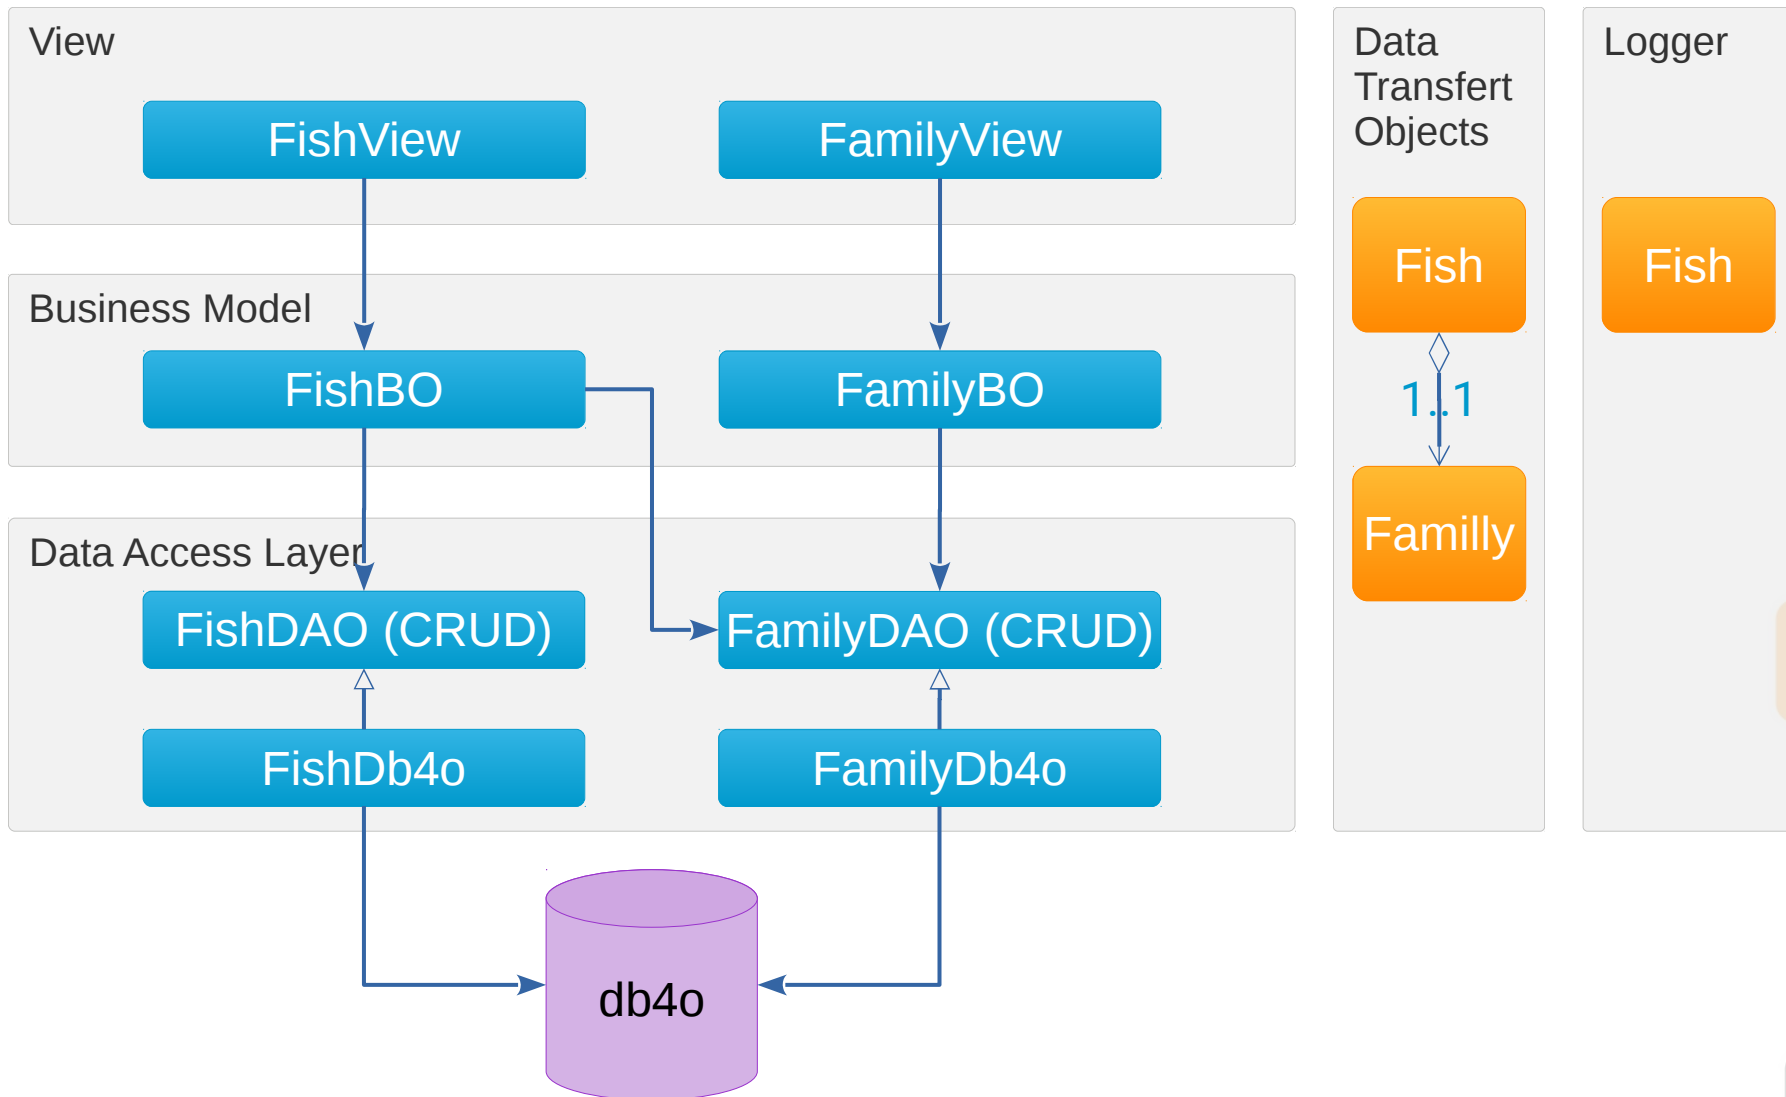 View
FishView
FamilyView
Business Model
FishBO
FamilyBO
Data Access Layer
FishDAO (CRUD)
FamilyDAO (CRUD)
FishDb4o
FamilyDb4o
db4o
Data
Transfert
Objects
Fish
1..1
Familly
Logger
Fish